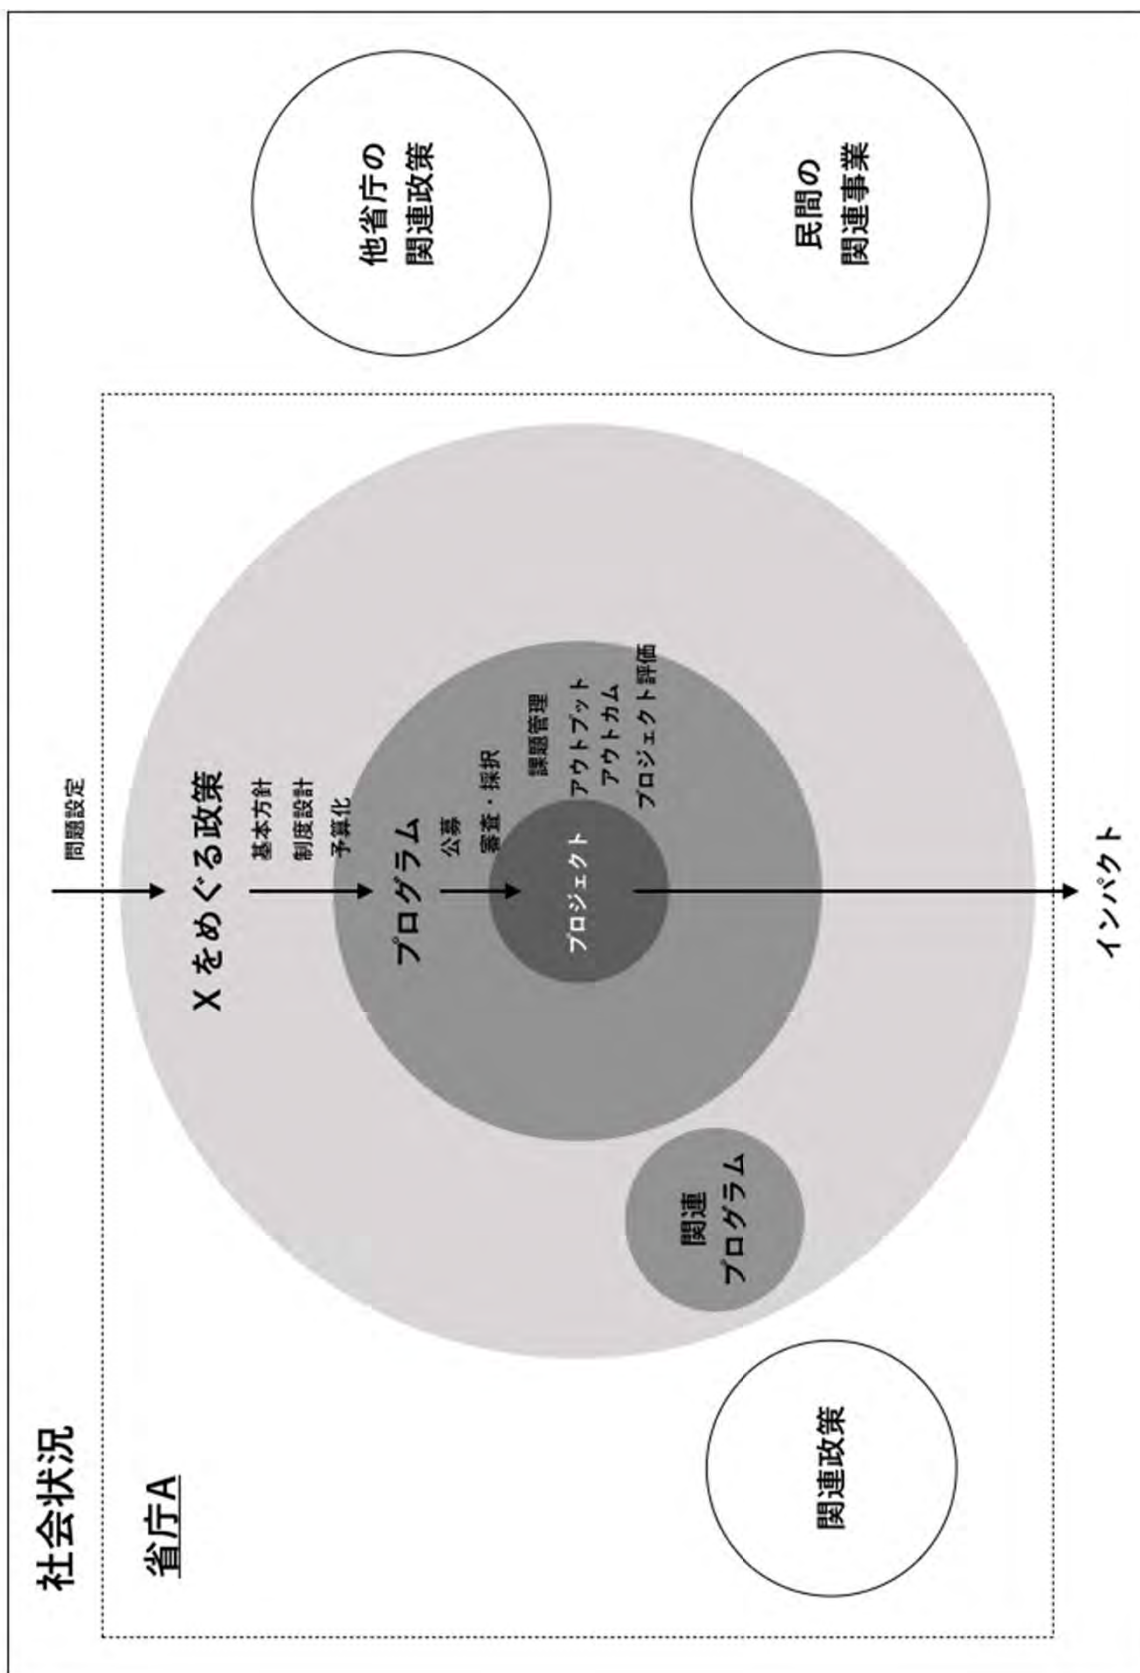 社会状況
省庁A
問題設定
Xをめぐる政策
基本方針
制度設計
予算化
プログラム
公募
審査・採択
プロジェクト
課題管理
アウトプット
アウトカム
プロジェクト評価
インパクト
関連
プログラム
関連政策
他省庁の
関連政策
民間の
関連事業